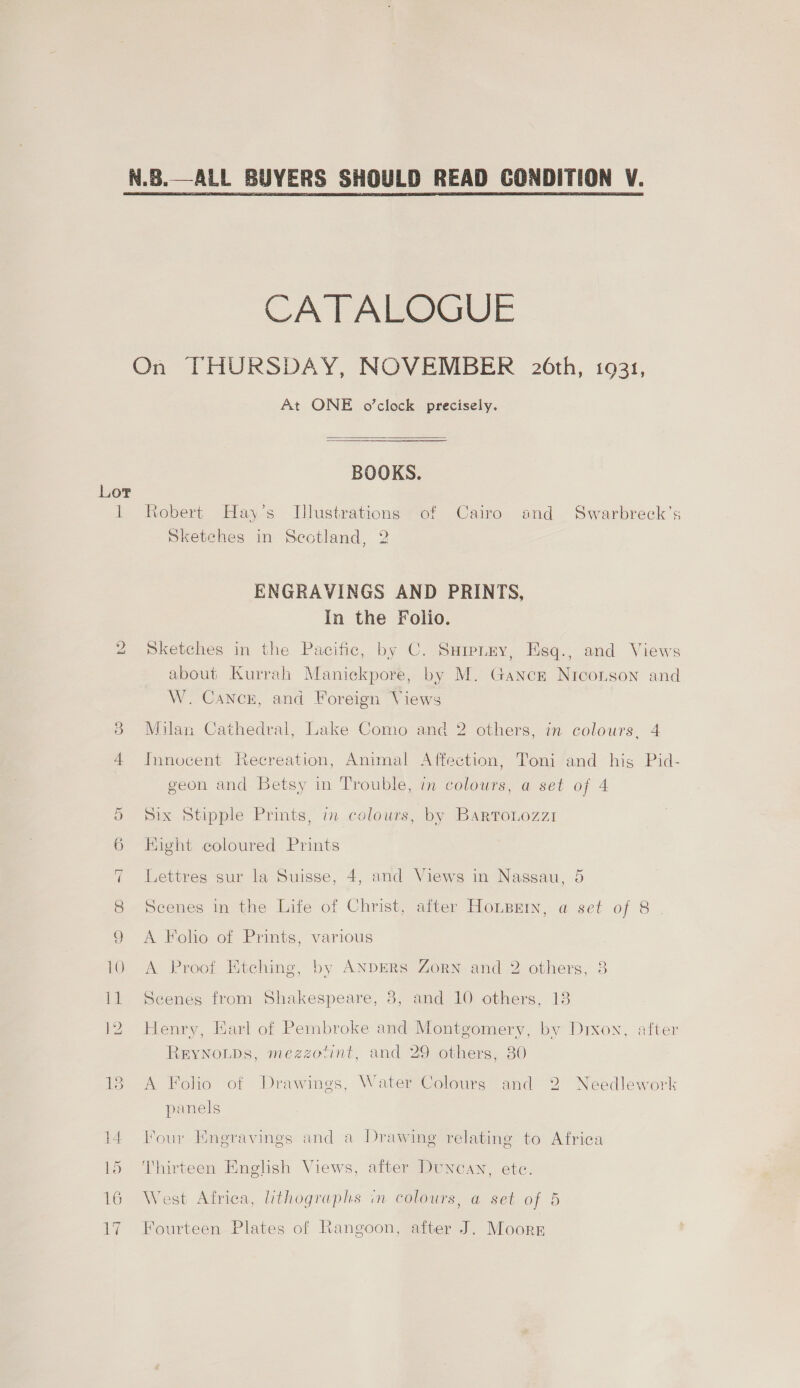 N.B.—ALL BUYERS SHOULD READ CONDITION V.
CATALOGUE
On THURSDAY, NOVEMBER 26th, 1931,
At ONE o'clock precisely.
BOOKS.
Lot
1 Robert Hay's Illustrations of Cairo and Swarbreck's
Sketches in Scotland, 2
ENGRAVINGS AND PRINTS,
In the Folio.
2 Sketches in the Pacific, by C. Shipley, Esq., and Views
about Kurrah Manickpore, by M. Gance Nicolson and
W. Cance, and Foreign Views
3 Milan Cathedral, Lake Como and 2 others, in colours, 4
4 Innocent Recreation, Animal Affection, Toni and his Pid-
geon and Betsy in Trouble, in colours, a set of 4
5 Six Stipple Prints, in colours, by Bartolozzi
6 Eight coloured Prints
7 Lettres sur la Suisse, 4, and Views in Nassau, 5
8 Scenes in the Life of Christ, after Holbein, a set of 8
9 A Folio of Prints, various
10 A Proof Etching, by Anders Zorn and 2 others, 3
11 Scenes from Shakespeare, 3, and 10 others, 13
12 Henry, Earl of Pembroke and Montgomery, by Dixon, after
Reynolds, mezzotint, and 29 others, 30
13 A Folio of Drawings, Water Colours and 2 Needlework
panels
14 Four Engravings and a Drawing relating to Africa
15 Thirteen English Views, after Duncan, etc.
16 West Africa, lithographs in colours, a set of 5
17 Fourteen Plates of Rangoon, after J. Moore